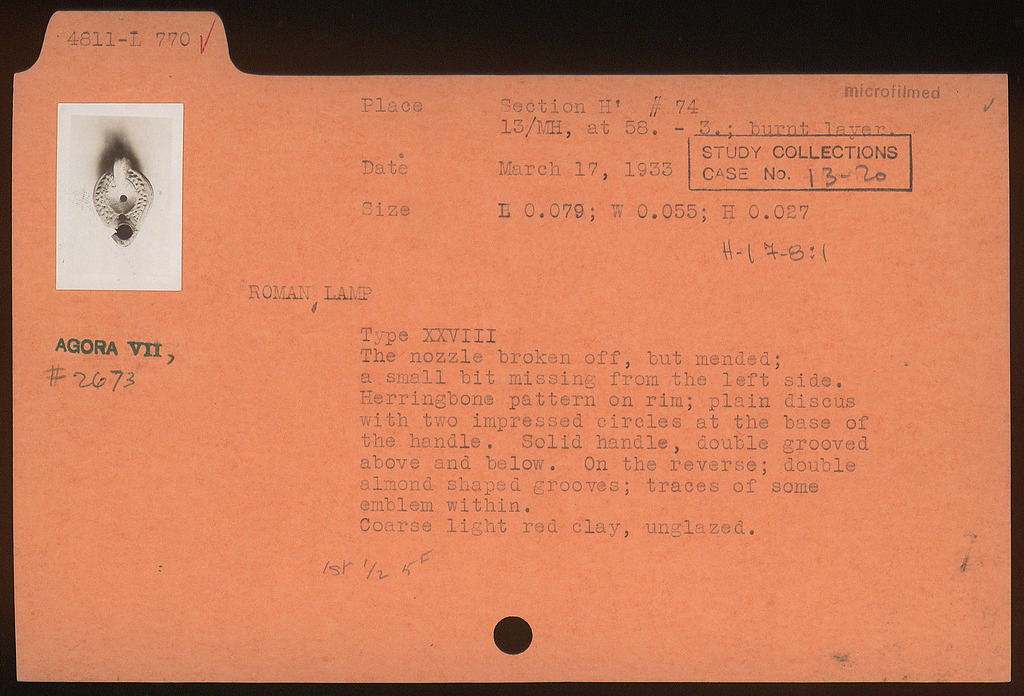 4811-L 770 ✓
microfilmed ✓
Place Section H' # 74
13/MH, at 58. - 3.; burnt layer.
STUDY COLLECTIONS
CASE No. 13-20
Date March 17, 1933
Size L 0.079; W 0.055; H 0.027
H-17-8:1
ROMAN, LAMP
AGORA VII,
# 2673
Type XXVIII
The nozzle broken off, but mended;
a small bit missing from the left side.
Herringbone pattern on rim; plain discus
with two impressed circles at the base of
the handle. Solid handle, double grooved
above and below. On the reverse; double
almond shaped grooves; traces of some
emblem within.
Coarse light red clay, unglazed.
1st 1/2 5